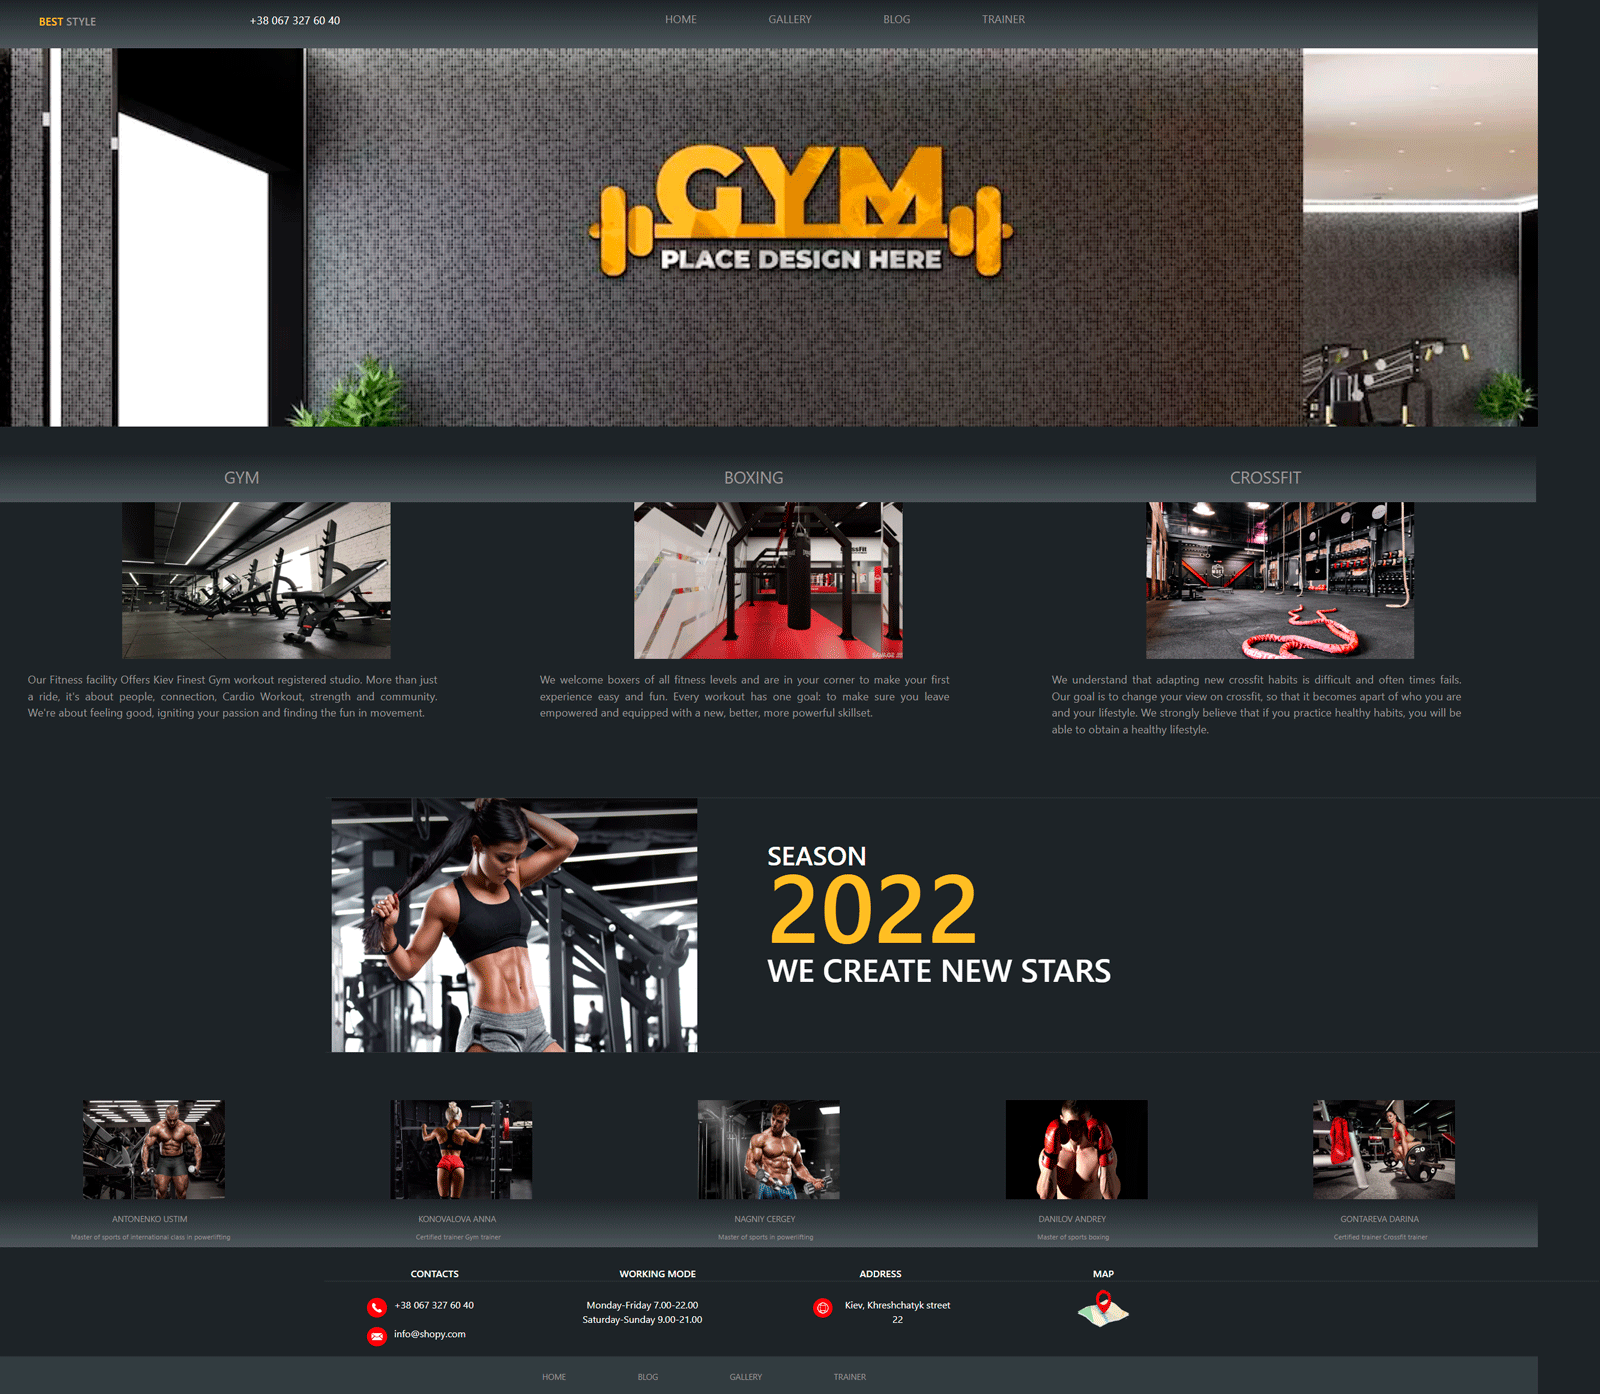 BEST STYLE
+38 067 327 60 40
HOME
GALLERY
BLOG
TRAINER
GYM
PLACE DESIGN HERE
GYM
BOXING
CROSSFIT
Our Fitness facility Offers Kiev Finest Gym workout registered studio. More than just
a ride, it's about people, connection, Cardio Workout, strength and community.
We're about feeling good, igniting your passion and finding the fun in movement.
We welcome boxers of all fitness levels and are in your corner to make your first
experience easy and fun. Every workout has one goal: to make sure you leave
empowered and equipped with a new, better, more powerful skillset.
We understand that adapting new crossfit habits is difficult and often times fails.
Our goal is to change your view on crossfit, so that it becomes apart of who you are
and your lifestyle. We strongly believe that if you practice healthy habits, you will be
able to obtain a healthy lifestyle.
SEASON
2022
WE CREATE NEW STARS
ANTONENKO USTIM
Master of sports of international class in powerlifting
KONOVALOVA ANNA
Certified trainer Gym trainer
NAGNIY CERGEY
Master of sports in powerlifting
DANILOV ANDREY
Master of sports boxing
GONTAREVA DARINA
Certified trainer Crossfit trainer
CONTACTS
+38 067 327 60 40
info@shopy.com
WORKING MODE
Monday-Friday 7.00-22.00
Saturday-Sunday 9.00-21.00
ADDRESS
Kiev, Khreshchatyk street
22
MAP
HOME
BLOG
GALLERY
TRAINER